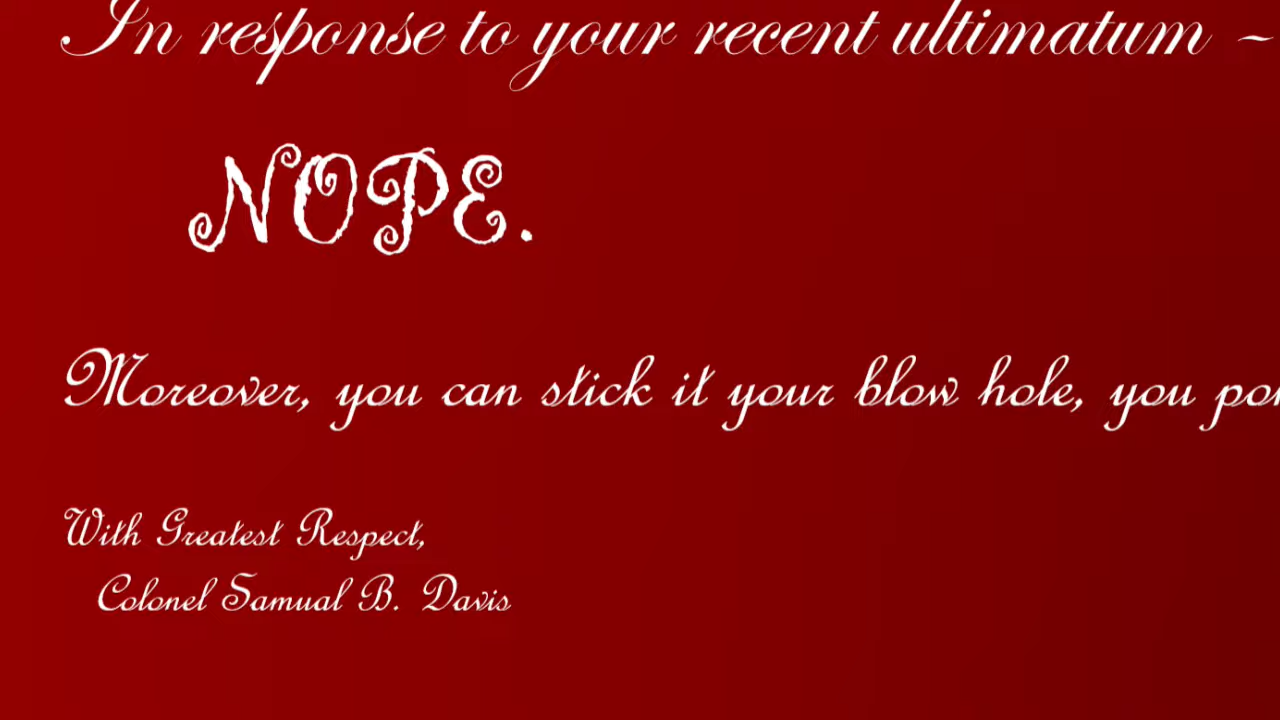 In response to your recent ultimatum ~
NOPE.
Moreover, you can stick it your blow hole, you
With Greatest Respect,
Colonel Samual B. Davis